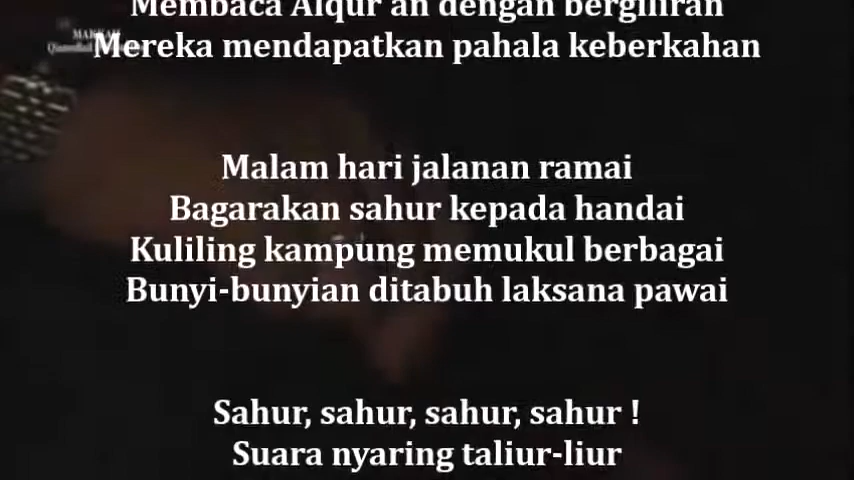 Membaca Alqur'an dengan bergiliran
Mereka mendapatkan pahala keberkahan
Malam hari jalanan ramai
Bagarakan sahur kepada handai
Kuliling kampung memukul berbagai
Bunyi-bunyian ditabuh laksana pawai
Sahur, sahur, sahur, sahur !
Suara nyaring taliur-liur